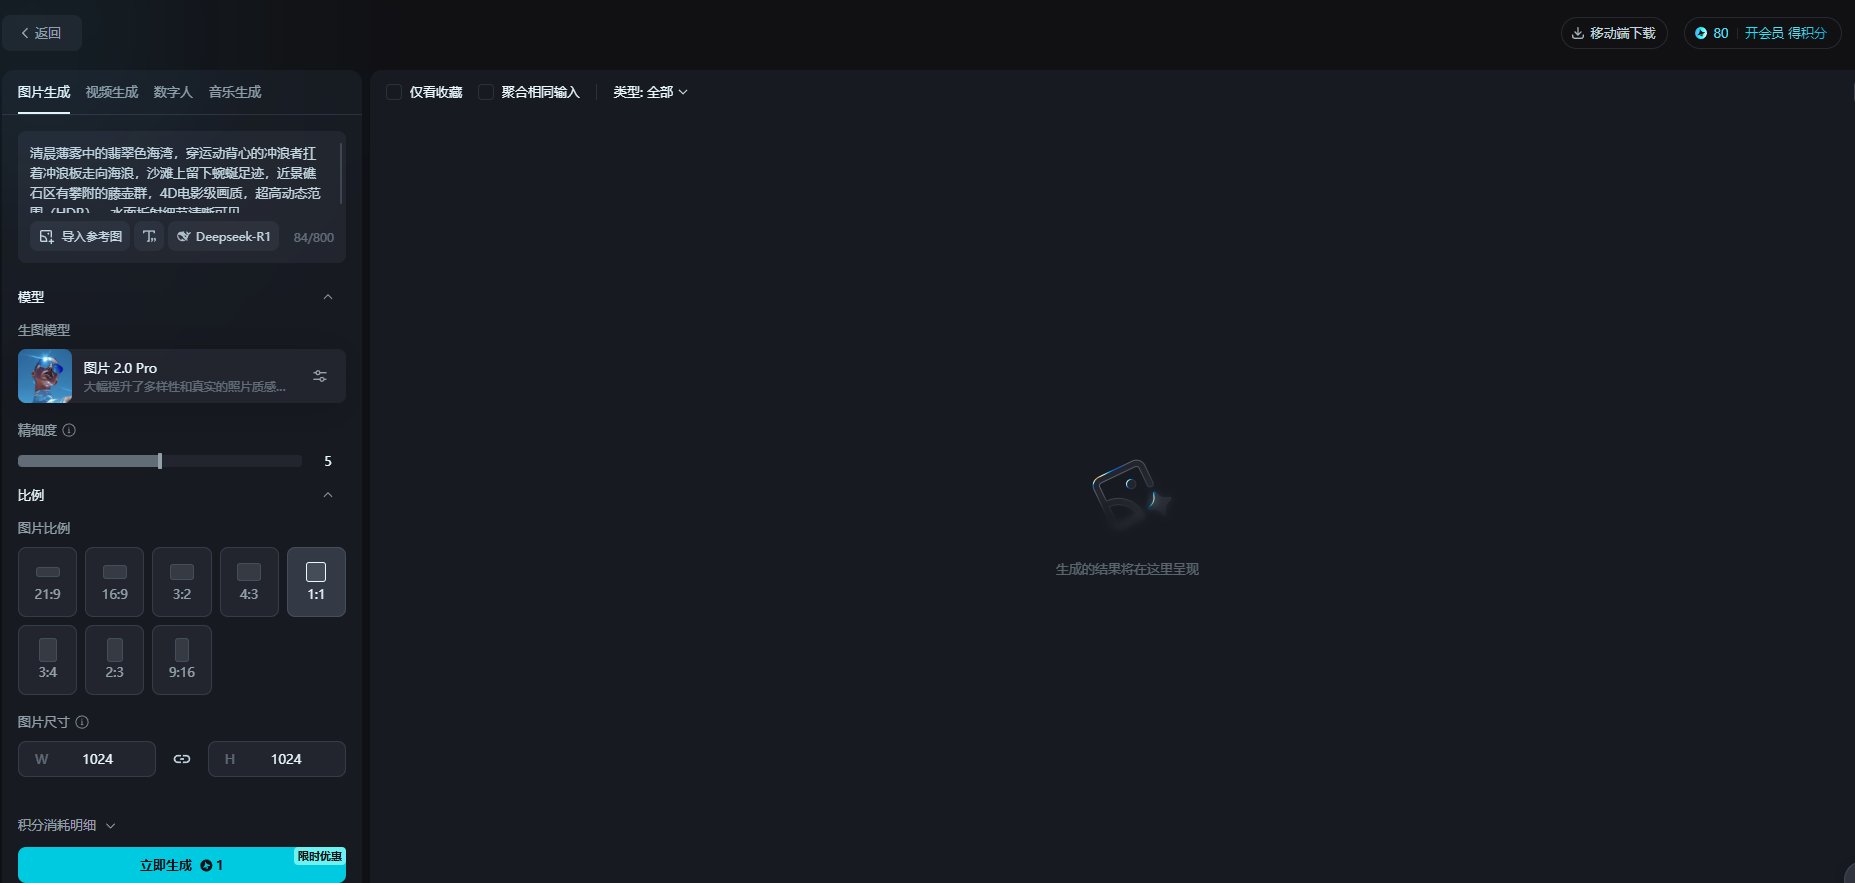 返回
移动端下载
80
开会员 得积分
图片生成
视频生成
数字人
音乐生成
仅看收藏
聚合相同输入
类型: 全部
清晨薄雾中的翡翠色海湾，穿运动背心的冲浪者扛
着冲浪板走向海浪，沙滩上留下蜿蜒足迹，近景礁
石区有攀附的藤壶群，4D电影级画质，超高动态范
围（HDR），水面折射细节清晰可见
导入参考图
T
Deepseek-R1
84/800
模型
生图模型
图片 2.0 Pro
大幅提升了多样性和真实的照片质感...
精细度
5
比例
图片比例
21:9
16:9
3:2
4:3
1:1
3:4
2:3
9:16
图片尺寸
W 1024
H 1024
生成的结果将在这里呈现
积分消耗明细
限时优惠
立即生成 1